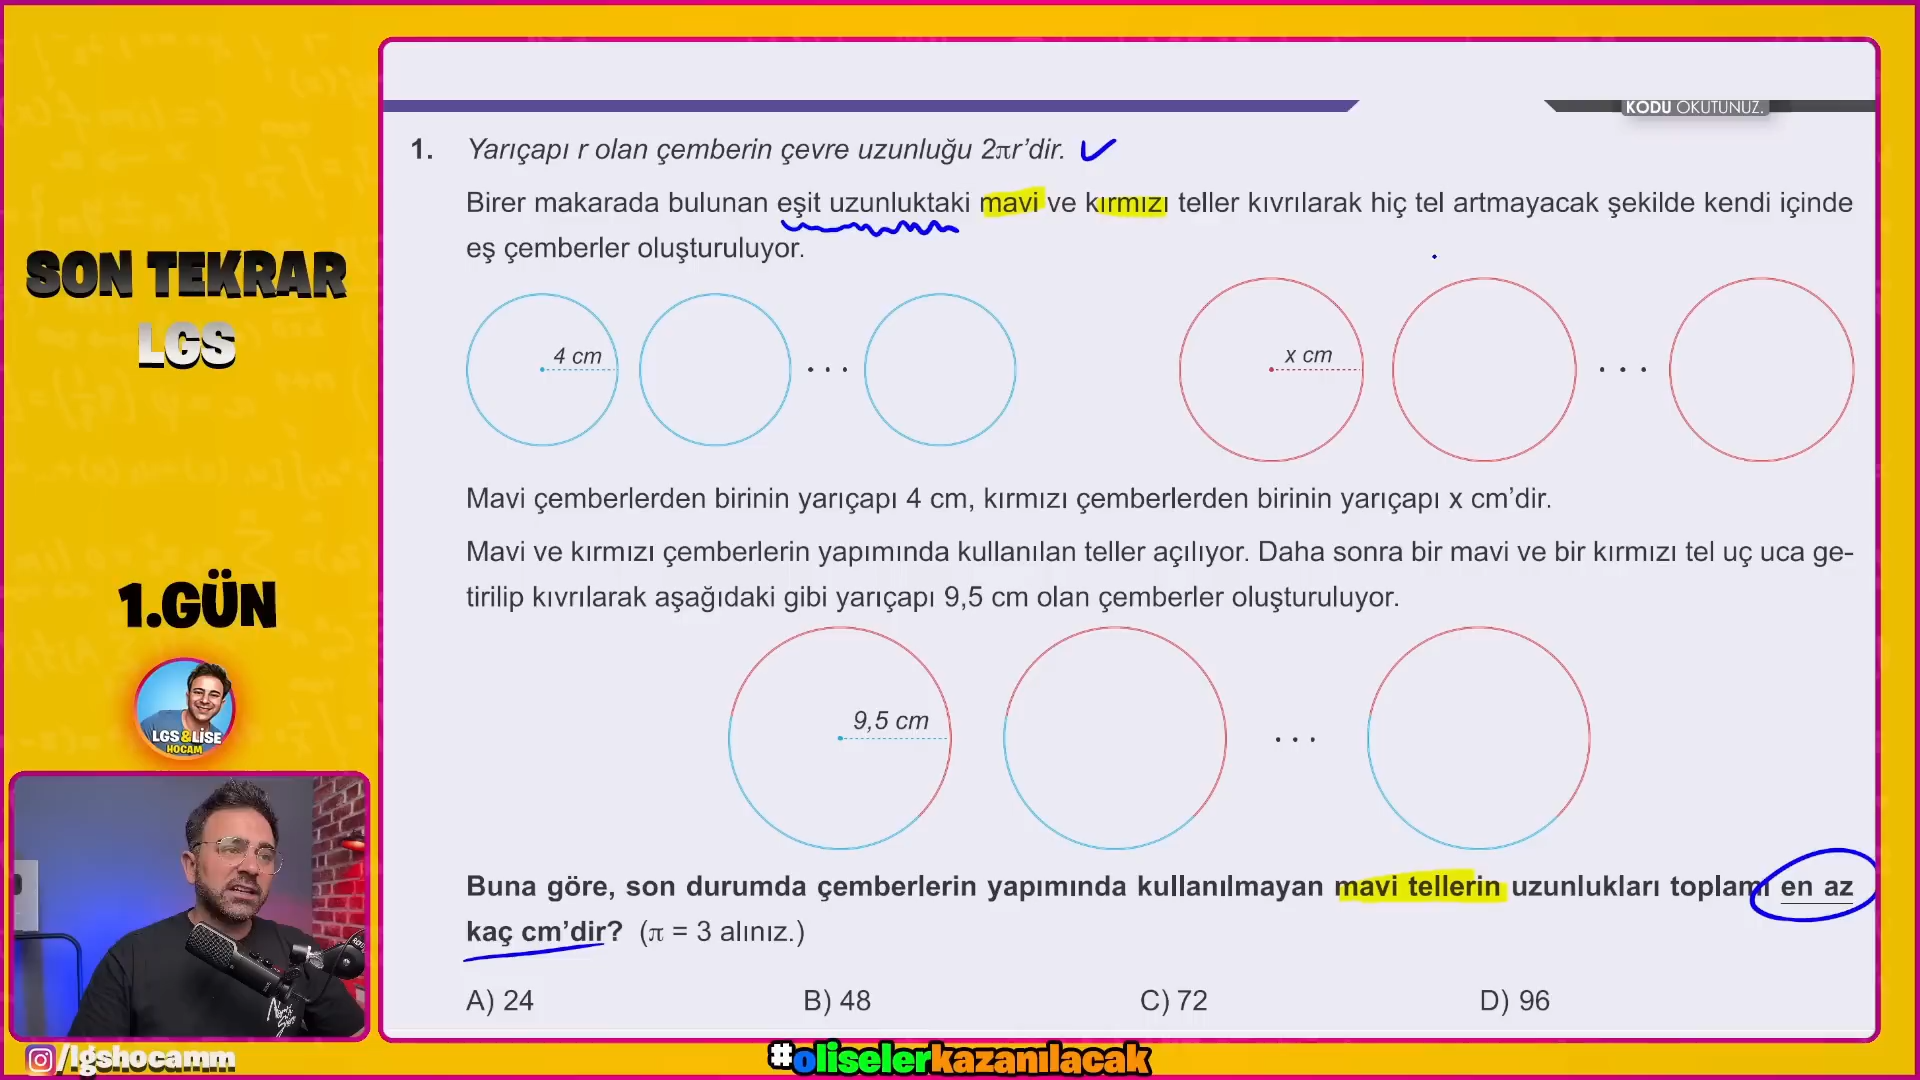 KODU OKUTUNUZ.
1. Yarıçapı r olan çemberin çevre uzunluğu 2πr’dir.
Birer makarada bulunan eşit uzunluktaki mavi ve kırmızı teller kıvrılarak hiç tel artmayacak şekilde kendi içinde
eş çemberler oluşturuluyor.
4 cm
x cm
Mavi çemberlerden birinin yarıçapı 4 cm, kırmızı çemberlerden birinin yarıçapı x cm’dir.
Mavi ve kırmızı çemberlerin yapımında kullanılan teller açılıyor. Daha sonra bir mavi ve bir kırmızı tel uç uca ge-
tirilip kıvrılarak aşağıdaki gibi yarıçapı 9,5 cm olan çemberler oluşturuluyor.
9,5 cm
Buna göre, son durumda çemberlerin yapımında kullanılmayan mavi tellerin uzunlukları toplamı en az
kaç cm’dir? (π = 3 alınız.)
A) 24 B) 48 C) 72 D) 96
SON TEKRAR
LGS
1.GÜN
LGS&LİSE
HOCAM
/lgshocamm
#oliselerkazanılacak